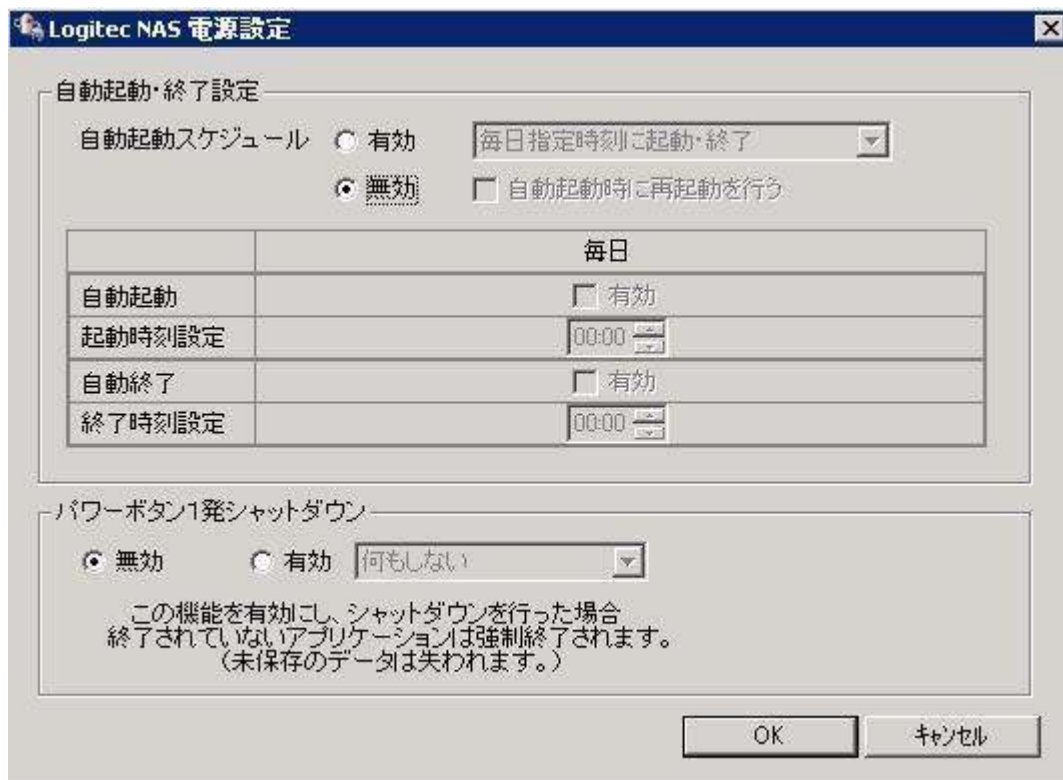 Logitec NAS 電源設定
自動起動・終了設定
自動起動スケジュール 有効 毎日指定時刻に起動・終了
無効 自動起動時に再起動を行う
毎日
自動起動 有効
起動時刻設定 00:00
自動終了 有効
終了時刻設定 00:00
パワーボタン1発シャットダウン
無効 有効 何もしない
この機能を有効にし、シャットダウンを行った場合
終了されていないアプリケーションは強制終了されます。
(未保存のデータは失われます。)
OK キャンセル